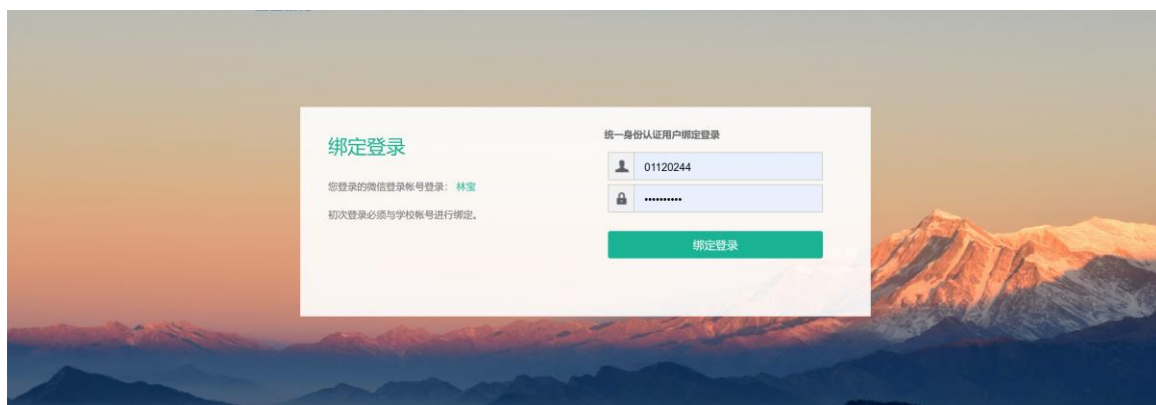 绑定登录
您登录的微信登录帐号登录： 林宝
初次登录必须与学校帐号进行绑定。
统一身份认证用户绑定登录
01120244
••••••••••
绑定登录